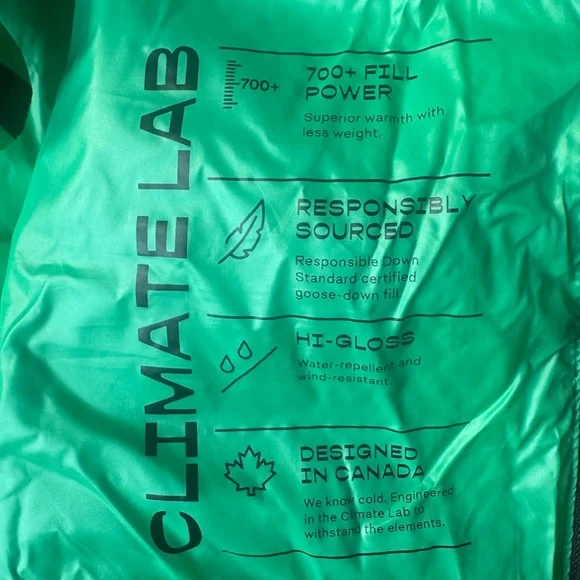 CLIMATE LAB
700+
700+ FILL
POWER
Superior warmth with
less weight.
RESPONSIBLY
SOURCED
Responsible Down
Standard certified
goose-down fill.
HI-GLOSS
Water-repellent and
wind-resistant.
DESIGNED
IN CANADA
We know cold. Engineered
in the Climate Lab to
withstand the elements.